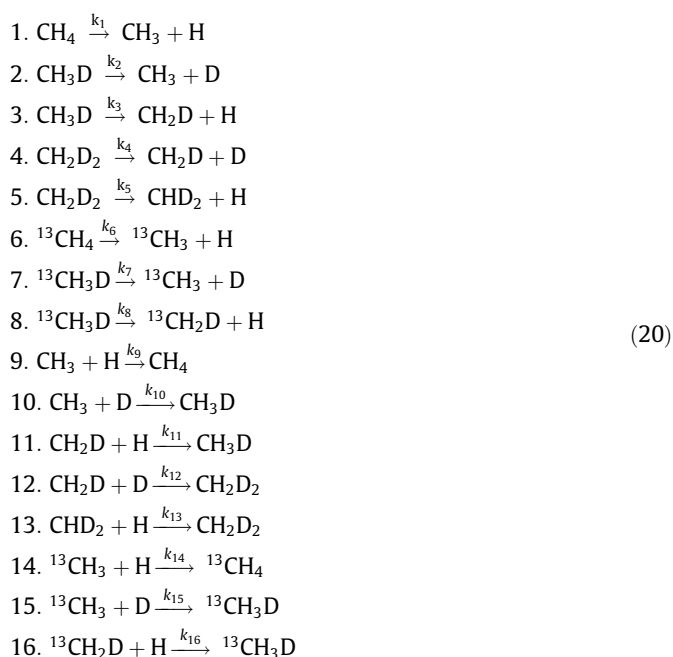 1. CH₄ →k₁ CH₃ + H
2. CH₃D →k₂ CH₃ + D
3. CH₃D →k₃ CH₂D + H
4. CH₂D₂ →k₄ CH₂D + D
5. CH₂D₂ →k₅ CHD₂ + H
6. ¹³CH₄ →k₆ ¹³CH₃ + H
7. ¹³CH₃D →k₇ ¹³CH₃ + D
8. ¹³CH₃D →k₈ ¹³CH₂D + H
(20)
9. CH₃ + H →k₉ CH₄
10. CH₃ + D →k₁₀ CH₃D
11. CH₂D + H →k₁₁ CH₃D
12. CH₂D + D →k₁₂ CH₂D₂
13. CHD₂ + H →k₁₃ CH₂D₂
14. ¹³CH₃ + H →k₁₄ ¹³CH₄
15. ¹³CH₃ + D →k₁₅ ¹³CH₃D
16. ¹³CH₂D + H →k₁₆ ¹³CH₃D